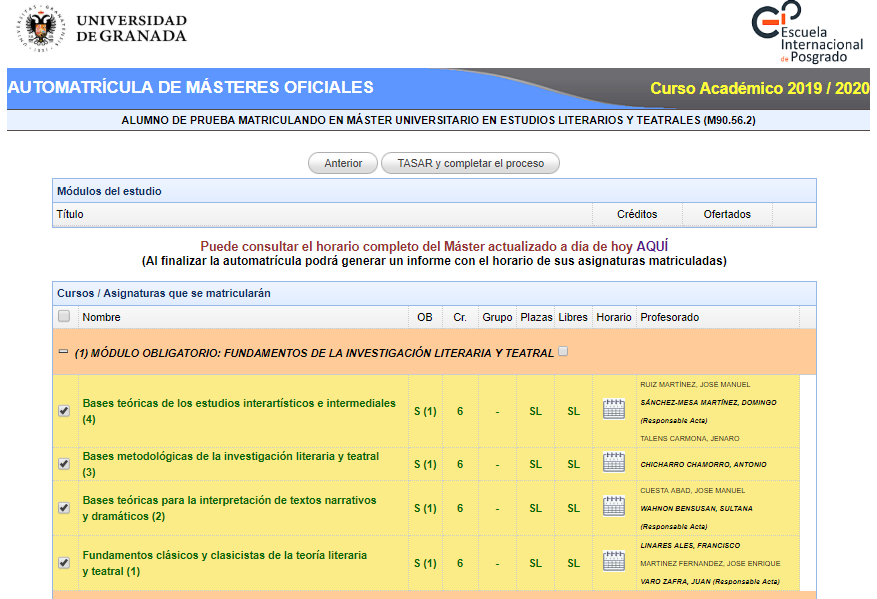 UNIVERSIDAD
DE GRANADA
Escuela
Internacional
de Posgrado
AUTOMATRÍCULA DE MÁSTERES OFICIALES
Curso Académico 2019 / 2020
ALUMNO DE PRUEBA MATRICULANDO EN MÁSTER UNIVERSITARIO EN ESTUDIOS LITERARIOS Y TEATRALES (M90.56.2)
Anterior TASAR y completar el proceso
Módulos del estudio
Título Créditos Ofertados
Puede consultar el horario completo del Máster actualizado a día de hoy AQUÍ
(Al finalizar la automatrícula podrá generar un informe con el horario de sus asignaturas matriculadas)
Cursos / Asignaturas que se matricularán
Nombre OB Cr. Grupo Plazas Libres Horario Profesorado
(1) MÓDULO OBLIGATORIO: FUNDAMENTOS DE LA INVESTIGACIÓN LITERARIA Y TEATRAL
Bases teóricas de los estudios interartísticos e intermediales
(4)
S (1) 6 - SL SL
RUIZ MARTÍNEZ, JOSÉ MANUEL
SÁNCHEZ-MESA MARTÍNEZ, DOMINGO
(Responsable Acta)
TALENS CARMONA, JENARO
Bases metodológicas de la investigación literaria y teatral
(3)
S (1) 6 - SL SL
CHICHARRO CHAMORRO, ANTONIO
Bases teóricas para la interpretación de textos narrativos
y dramáticos (2)
S (1) 6 - SL SL
CUESTA ABAD, JOSE MANUEL
WAHNON BENSUSAN, SULTANA
(Responsable Acta)
Fundamentos clásicos y clasicistas de la teoría literaria
y teatral (1)
S (1) 6 - SL SL
LINARES ALES, FRANCISCO
MARTINEZ FERNANDEZ, JOSE ENRIQUE
VARO ZAFRA, JUAN (Responsable Acta)